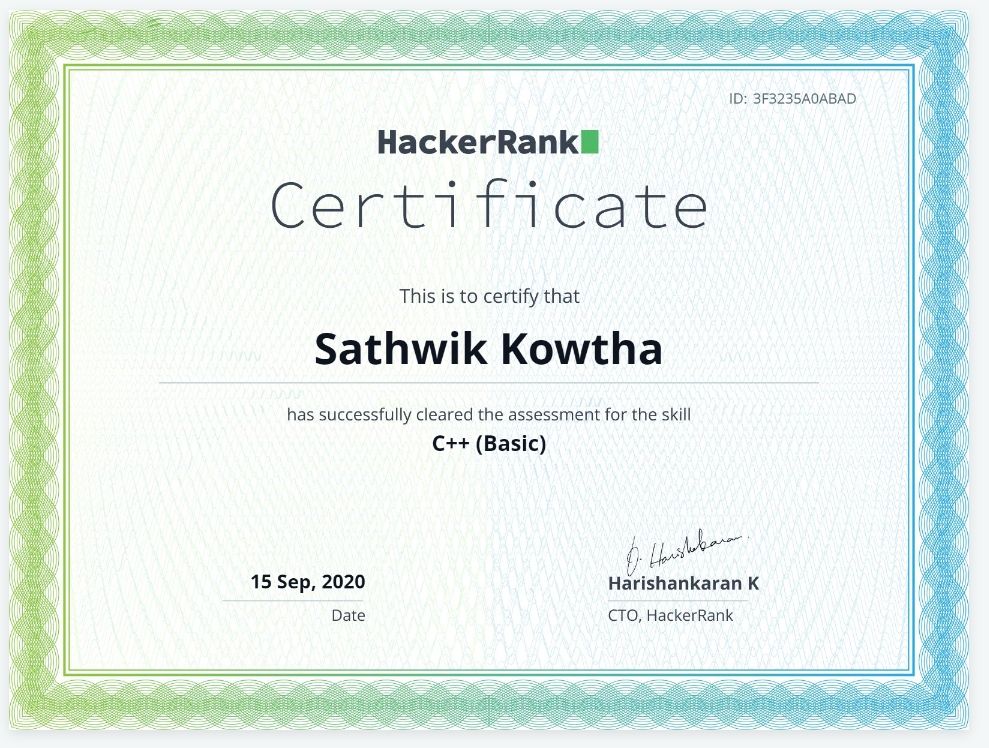 ID: 3F3235A0ABAD
HackerRank
Certificate
This is to certify that
Sathwik Kowtha
has successfully cleared the assessment for the skill
C++ (Basic)
15 Sep, 2020
Date
Harishankaran K
CTO, HackerRank